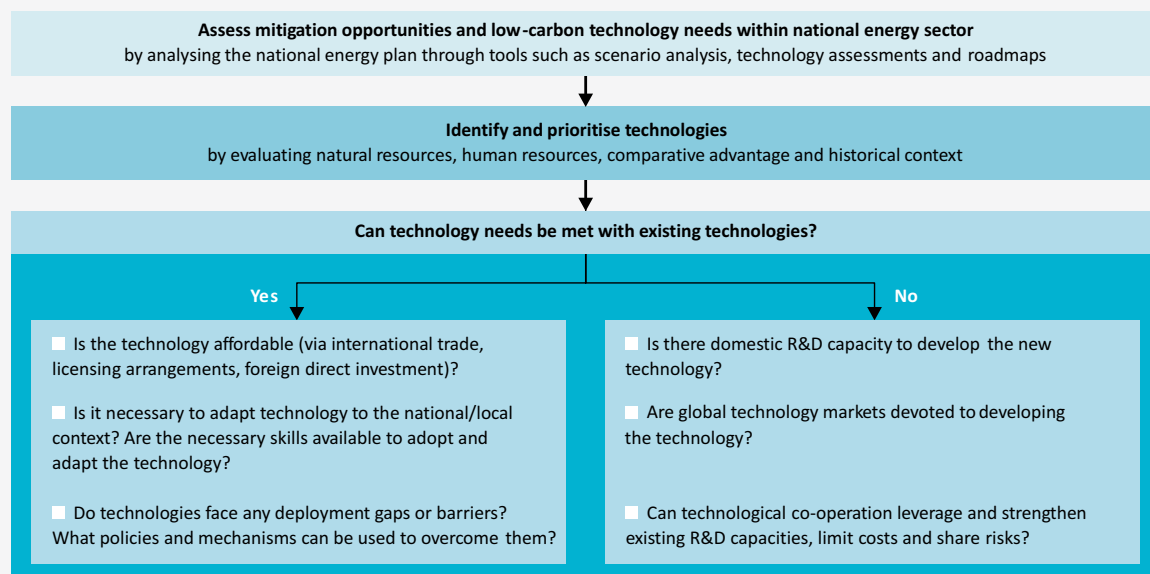 Assess mitigation opportunities and low-carbon technology needs within national energy sector
by analysing the national energy plan through tools such as scenario analysis, technology assessments and roadmaps
Identify and prioritise technologies
by evaluating natural resources, human resources, comparative advantage and historical context
Can technology needs be met with existing technologies?
Yes
Is the technology affordable (via international trade,
licensing arrangements, foreign direct investment)?
Is it necessary to adapt technology to the national/local
context? Are the necessary skills available to adopt and
adapt the technology?
Do technologies face any deployment gaps or barriers?
What policies and mechanisms can be used to overcome them?
No
Is there domestic R&D capacity to develop the new
technology?
Are global technology markets devoted to developing
the technology?
Can technological co-operation leverage and strengthen
existing R&D capacities, limit costs and share risks?